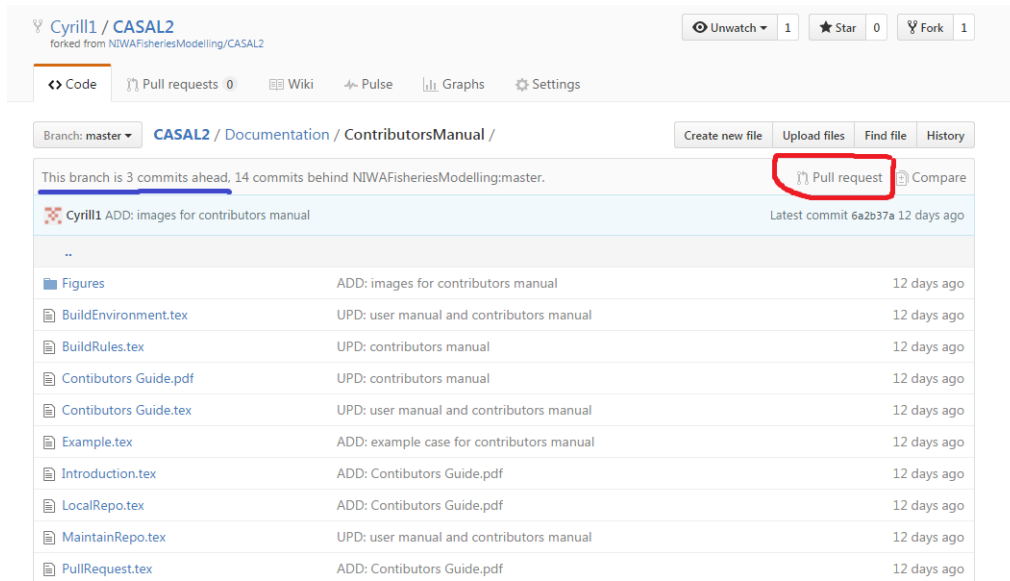 Cyrill1 / CASAL2
forked from NIWAFisheriesModelling/CASAL2
Unwatch 1 Star 0 Fork 1
Code Pull requests 0 Wiki Pulse Graphs Settings
Branch: master CASAL2 / Documentation / ContributorsManual /
Create new file Upload files Find file History
This branch is 3 commits ahead, 14 commits behind NIWAFisheriesModelling:master.
Pull request Compare
Cyrill1 ADD: images for contributors manual Latest commit 6a2b37a 12 days ago
..
Figures ADD: images for contributors manual 12 days ago
BuildEnvironment.tex UPD: user manual and contributors manual 12 days ago
BuildRules.tex UPD: contributors manual 12 days ago
Contibutors Guide.pdf UPD: contributors manual 12 days ago
Contibutors Guide.tex UPD: user manual and contributors manual 12 days ago
Example.tex ADD: example case for contributors manual 12 days ago
Introduction.tex ADD: Contibutors Guide.pdf 12 days ago
LocalRepo.tex ADD: Contibutors Guide.pdf 12 days ago
MaintainRepo.tex UPD: user manual and contributors manual 12 days ago
PullRequest.tex ADD: Contibutors Guide.pdf 12 days ago